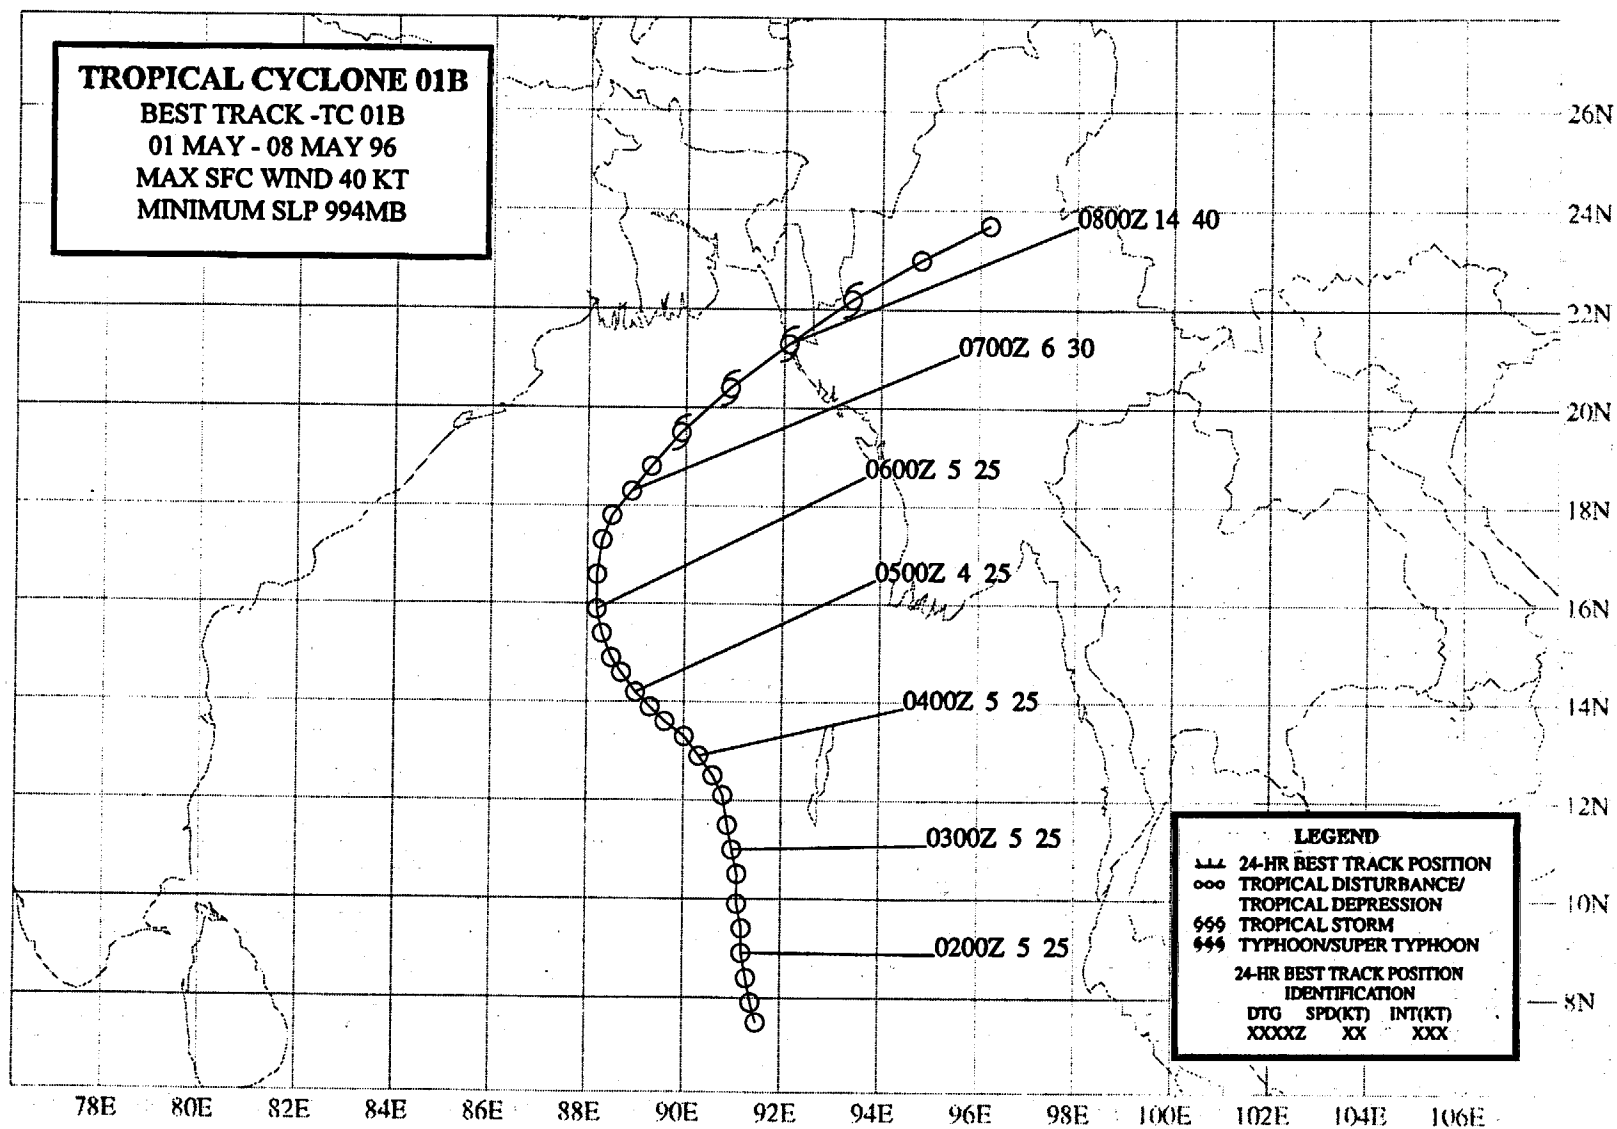 TROPICAL CYCLONE 01B
BEST TRACK -TC 01B
01 MAY - 08 MAY 96
MAX SFC WIND 40 KT
MINIMUM SLP 994MB
26N
24N
22N
20N
18N
16N
14N
12N
10N
8N
0800Z 14 40
0700Z 6 30
0600Z 5 25
0500Z 4 25
0400Z 5 25
0300Z 5 25
0200Z 5 25
LEGEND
24-HR BEST TRACK POSITION
TROPICAL DISTURBANCE/
TROPICAL DEPRESSION
TROPICAL STORM
TYPHOON/SUPER TYPHOON
24-HR BEST TRACK POSITION
IDENTIFICATION
DTG SPD(KT) INT(KT)
XXXXZ XX XXX
78E 80E 82E 84E 86E 88E 90E 92E 94E 96E 98E 100E 102E 104E 106E